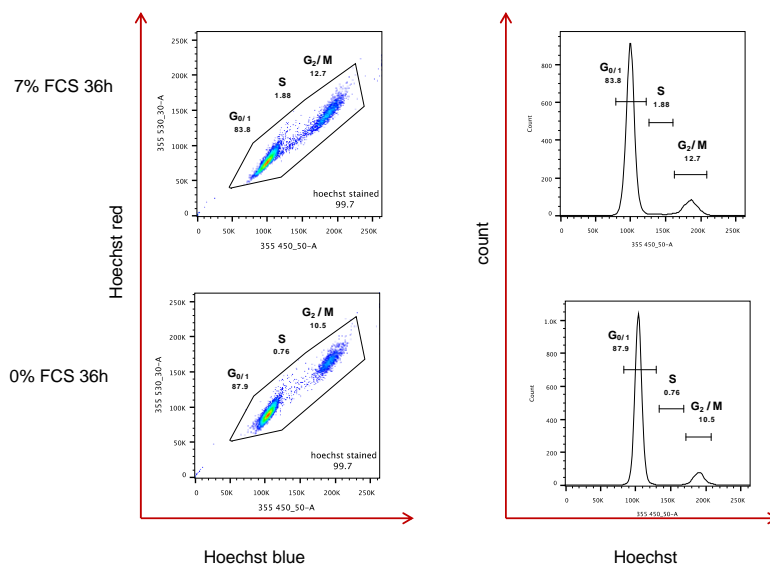 7% FCS 36h
250K
200K
150K
100K
50K
0
355 530_30-A
G2/ M
12.7
S
1.88
G0/1
83.8
hoechst stained
99.7
0
50K
100K
150K
200K
250K
355 450_50-A
800
600
400
200
0
Count
G0/1
83.8
S
1.88
G2/ M
12.7
0
50K
100K
150K
200K
250K
355 450_50-A
Hoechst red
count
0% FCS 36h
250K
200K
150K
100K
50K
0
355 530_30-A
G2 / M
10.5
S
0.76
G0/1
87.9
hoechst stained
99.7
0
50K
100K
150K
200K
250K
355 450_50-A
1.0K
800
600
400
200
0
Count
G0/1
87.9
S
0.76
G2 / M
10.5
0
50K
100K
150K
200K
355 450_50-A
Hoechst blue
Hoechst